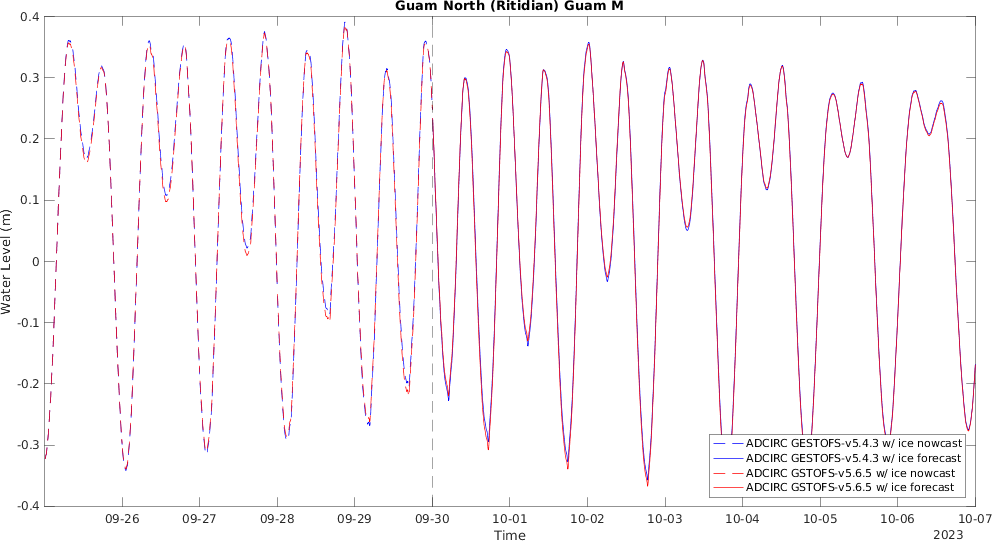 Guam North (Ritidian) Guam M
Water Level (m)
0.4
0.3
0.2
0.1
0
-0.1
-0.2
-0.3
-0.4
ADCIRC GESTOFS-v5.4.3 w/ ice nowcast
ADCIRC GESTOFS-v5.4.3 w/ ice forecast
ADCIRC GSTOFS-v5.6.5 w/ ice nowcast
ADCIRC GSTOFS-v5.6.5 w/ ice forecast
09-26 09-27 09-28 09-29 09-30 10-01 10-02 10-03 10-04 10-05 10-06 10-07
Time
2023